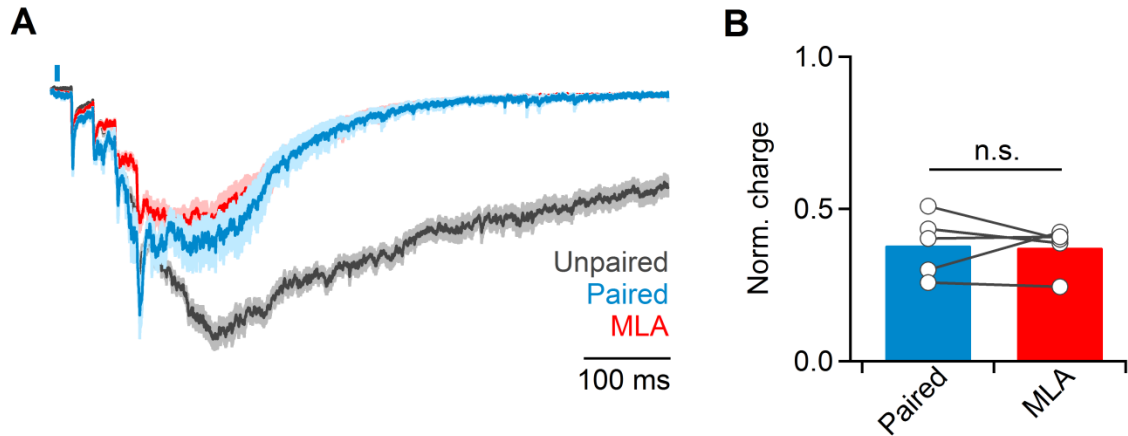 A
Unpaired
Paired
MLA
100 ms
B
Norm. charge
1.0
0.5
0.0
n.s.
Paired
MLA